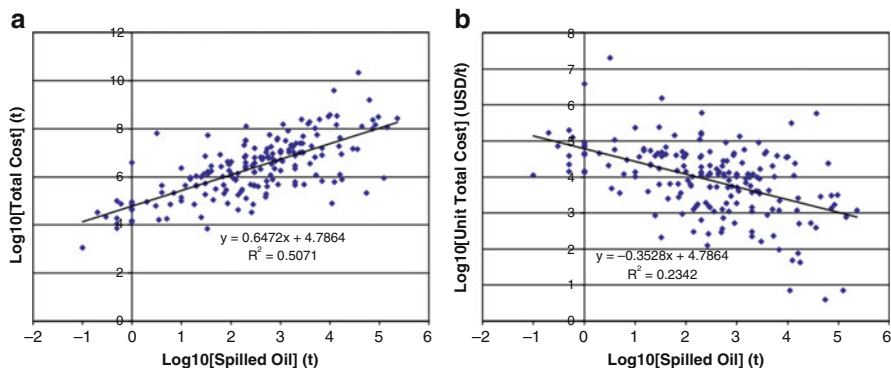 a
Log10[Total Cost] (t)
12
10
8
6
4
2
0
y = 0.6472x + 4.7864
R² = 0.5071
−2 −1 0 1 2 3 4 5 6
Log10[Spilled Oil] (t)
b
Log10[Unit Total Cost] (USD/t)
8
7
6
5
4
3
2
1
0
y = −0.3528x + 4.7864
R² = 0.2342
−2 −1 0 1 2 3 4 5 6
Log10[Spilled Oil] (t)